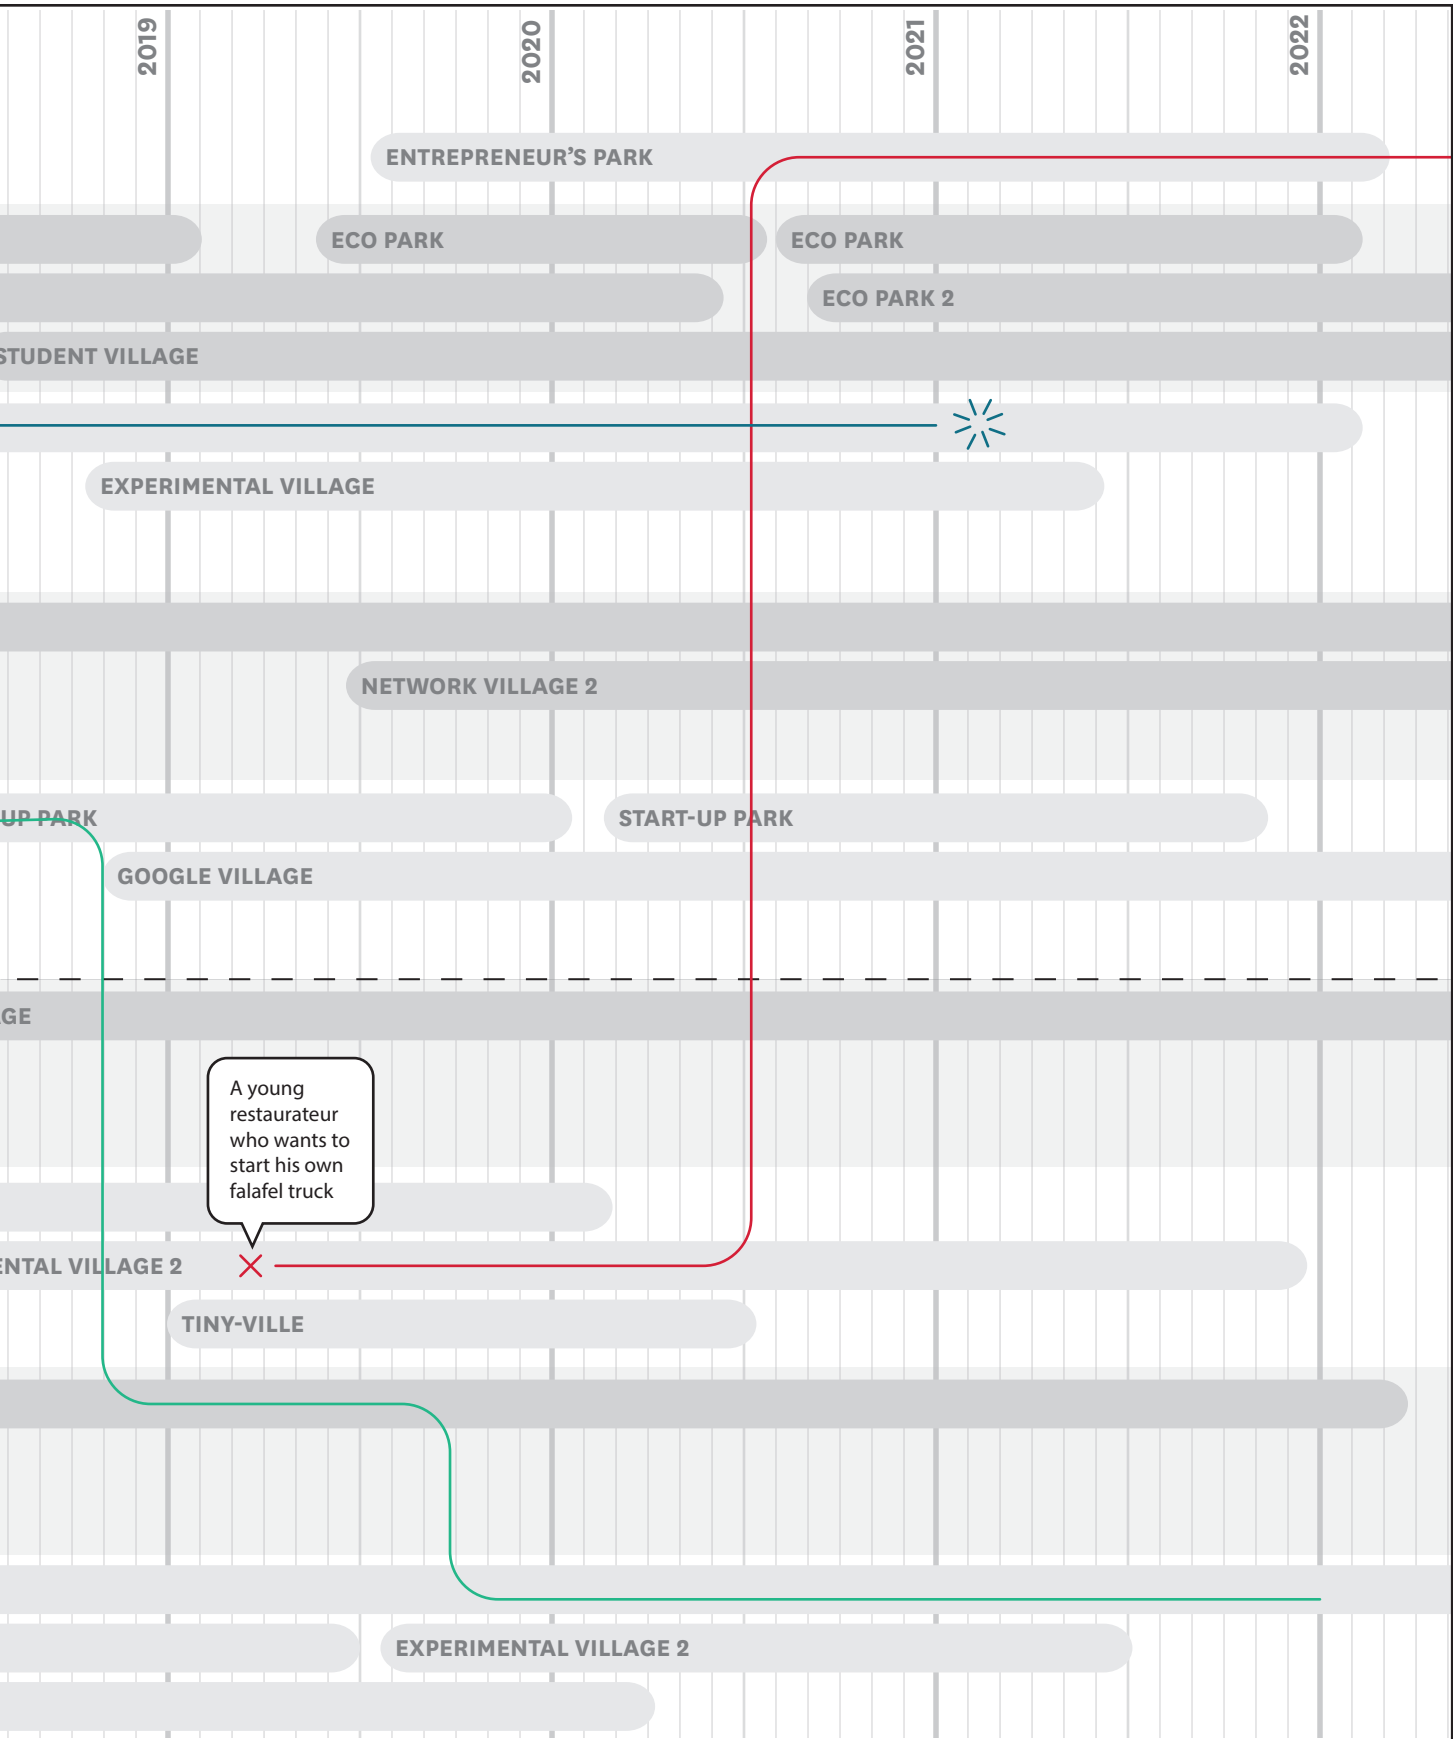 2019
2020
2021
2022
ENTREPRENEUR’S PARK
ECO PARK
ECO PARK
ECO PARK 2
STUDENT VILLAGE
EXPERIMENTAL VILLAGE
NETWORK VILLAGE 2
UP PARK
START-UP PARK
GOOGLE VILLAGE
GE
A young
restaurateur
who wants to
start his own
falafel truck
ENTAL VILLAGE 2
TINY-VILLE
EXPERIMENTAL VILLAGE 2